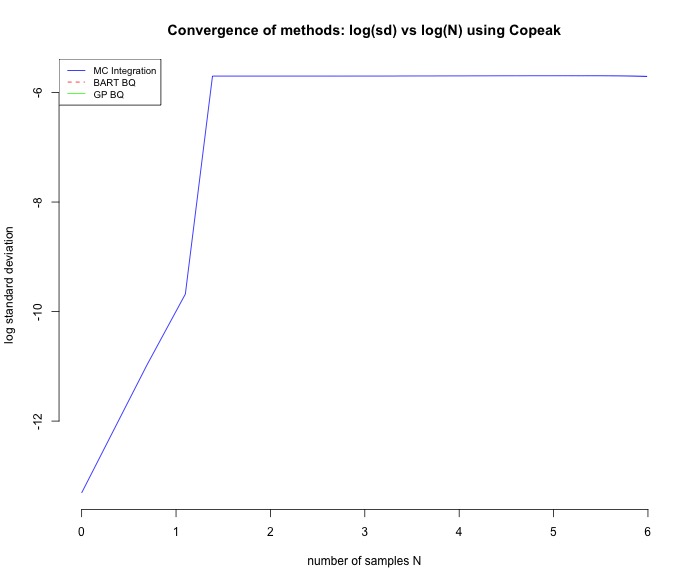 Convergence of methods: log(sd) vs log(N) using Copeak
MC Integration
BART BQ
GP BQ
log standard deviation
-6
-8
-10
-12
0 1 2 3 4 5 6
number of samples N